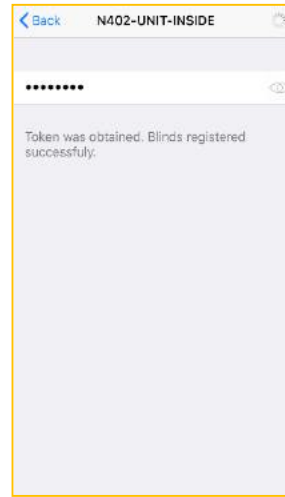 Back N402-UNIT-INSIDE
••••••••
Token was obtained. Blinds registered
successfuly.